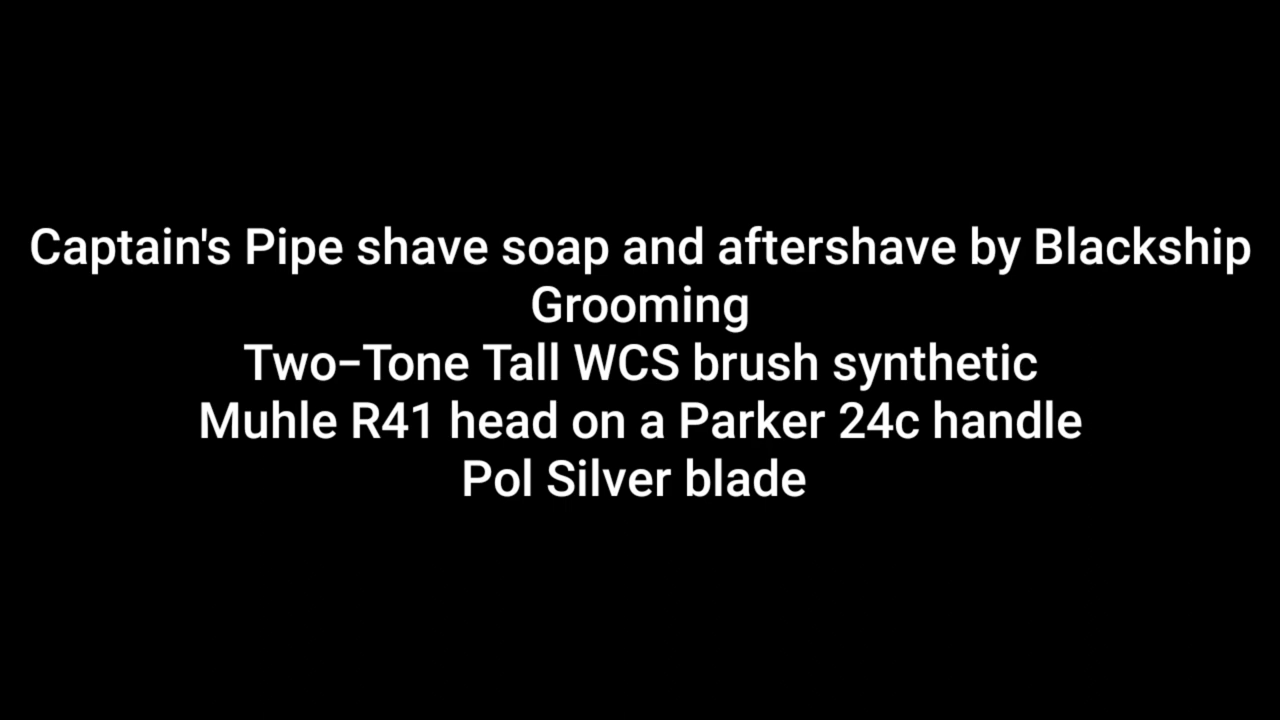 Captain's Pipe shave soap and aftershave by Blackship
Grooming
Two-Tone Tall WCS brush synthetic
Muhle R41 head on a Parker 24c handle
Pol Silver blade